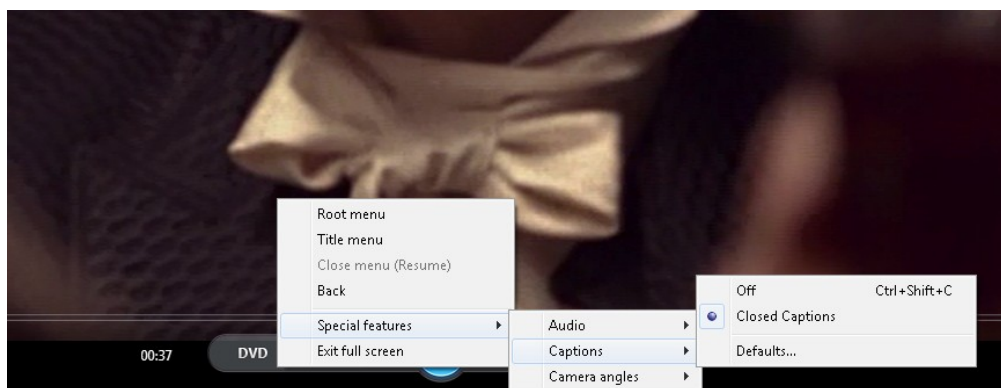 Root menu
Title menu
Close menu (Resume)
Back
Special features
Exit full screen
Audio
Captions
Camera angles
Off Ctrl+Shift+C
Closed Captions
Defaults...
00:37
DVD